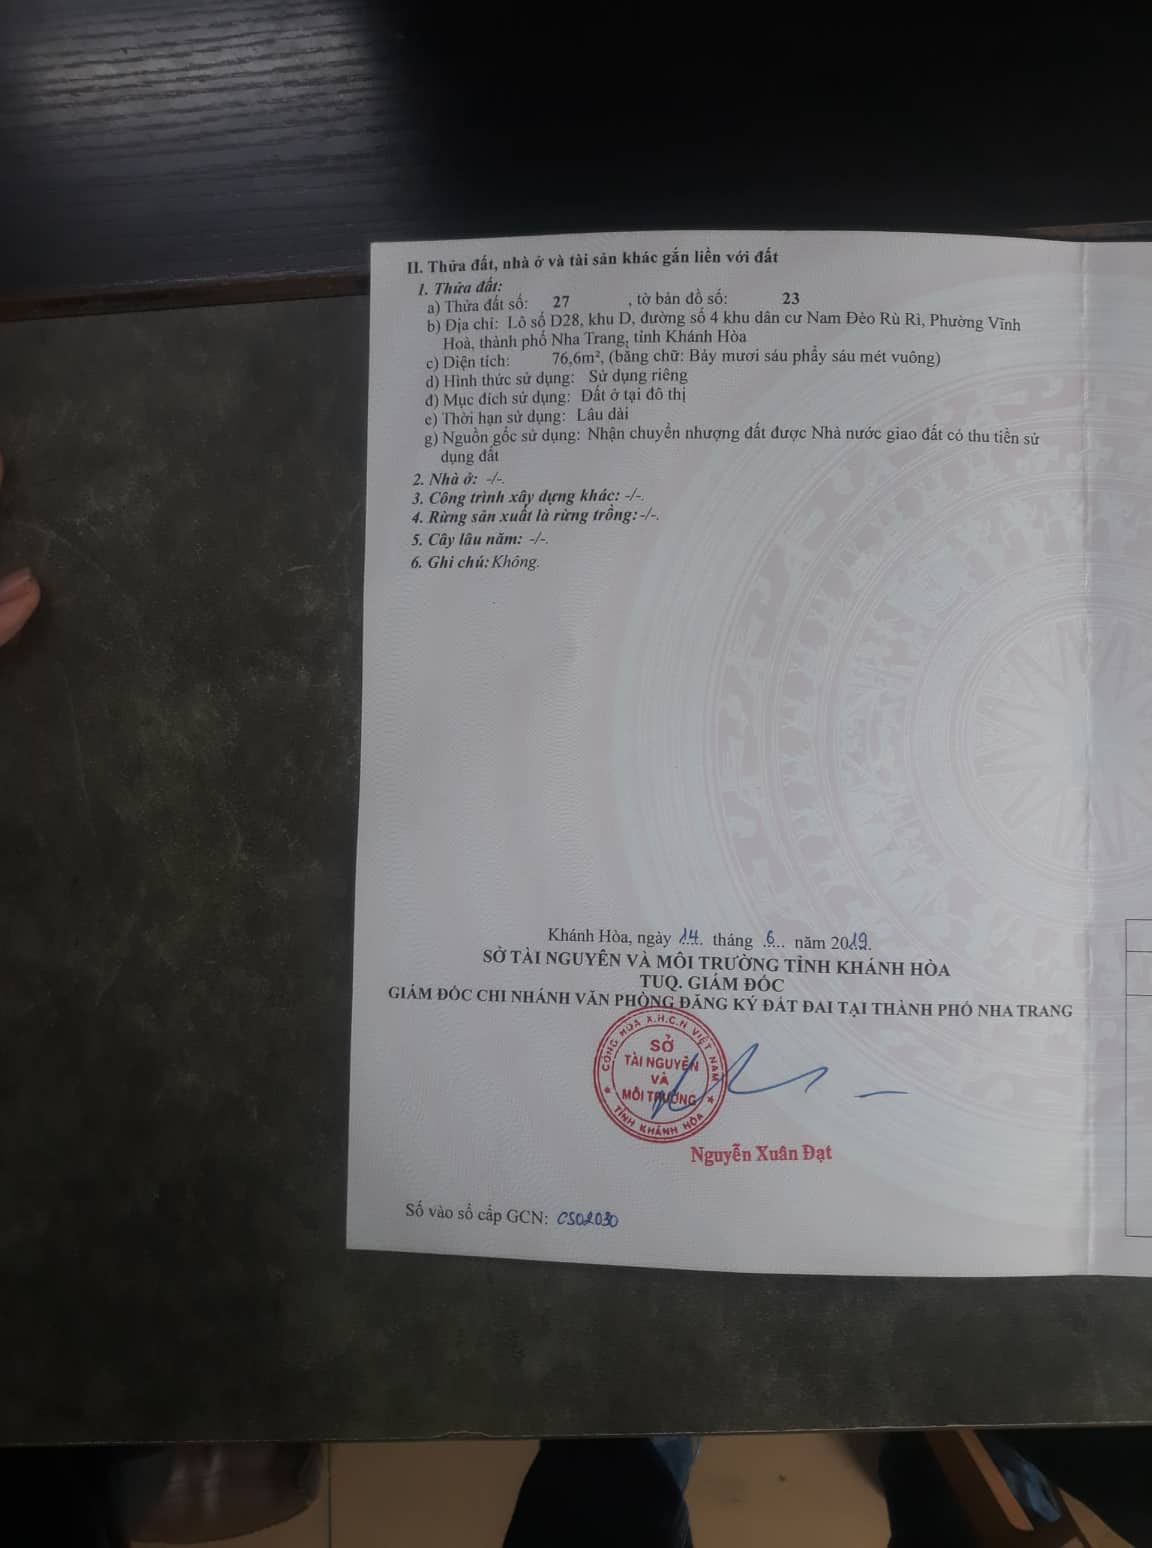 II. Thửa đất, nhà ở và tài sản khác gắn liền với đất
1. Thửa đất:
a) Thửa đất số: 27 , tờ bản đồ số: 23
b) Địa chỉ: Lô số D28, khu D, đường số 4 khu dân cư Nam Đèo Rù Rì, Phường Vĩnh
Hoà, thành phố Nha Trang, tỉnh Khánh Hòa
c) Diện tích: 76,6m², (bằng chữ: Bảy mươi sáu phẩy sáu mét vuông)
d) Hình thức sử dụng: Sử dụng riêng
đ) Mục đích sử dụng: Đất ở tại đô thị
e) Thời hạn sử dụng: Lâu dài
g) Nguồn gốc sử dụng: Nhận chuyển nhượng đất được Nhà nước giao đất có thu tiền sử
dụng đất
2. Nhà ở: -/-.
3. Công trình xây dựng khác: -/-.
4. Rừng sản xuất là rừng trồng: -/-.
5. Cây lâu năm: -/-.
6. Ghi chú: Không.
Khánh Hòa, ngày 14 tháng 6 năm 2019.
SỞ TÀI NGUYÊN VÀ MÔI TRƯỜNG TỈNH KHÁNH HÒA
TUQ. GIÁM ĐỐC
GIÁM ĐỐC CHI NHÁNH VĂN PHÒNG ĐĂNG KÝ ĐẤT ĐAI TẠI THÀNH PHỐ NHA TRANG
CỘNG HÒA X.H.C.N VIỆT NAM
SỞ
TÀI NGUYÊN
VÀ
MÔI TRƯỜNG
TỈNH KHÁNH HÒA
Nguyễn Xuân Đạt
Số vào sổ cấp GCN: CS02030